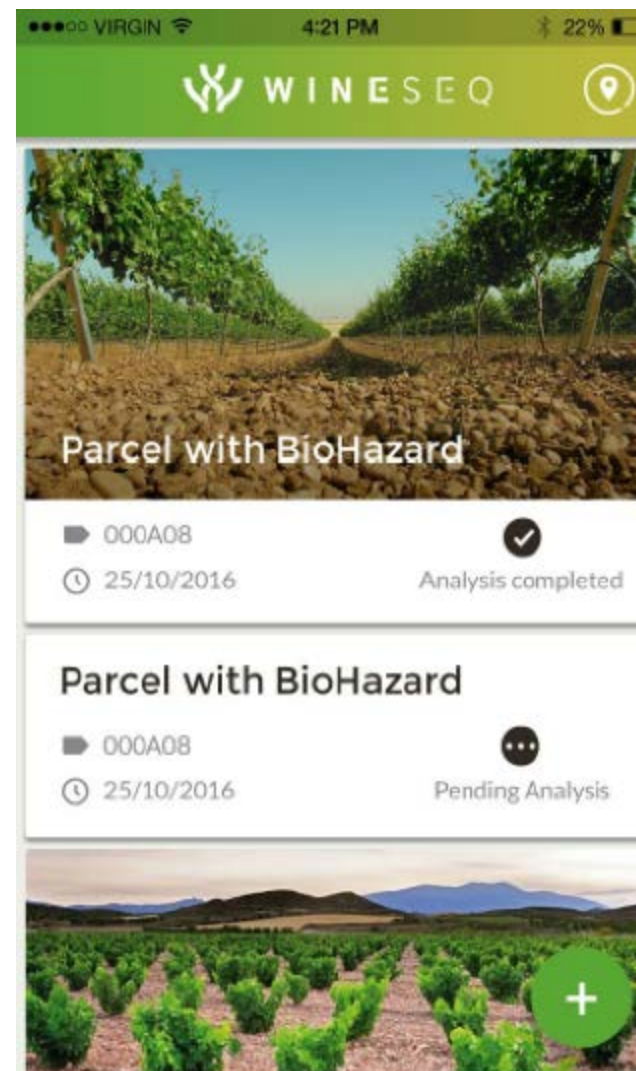 VIRGIN 4:21 PM 22%
WINESEQ
Parcel with BioHazard
000A08
25/10/2016 Analysis completed
Parcel with BioHazard
000A08
25/10/2016 Pending Analysis
+